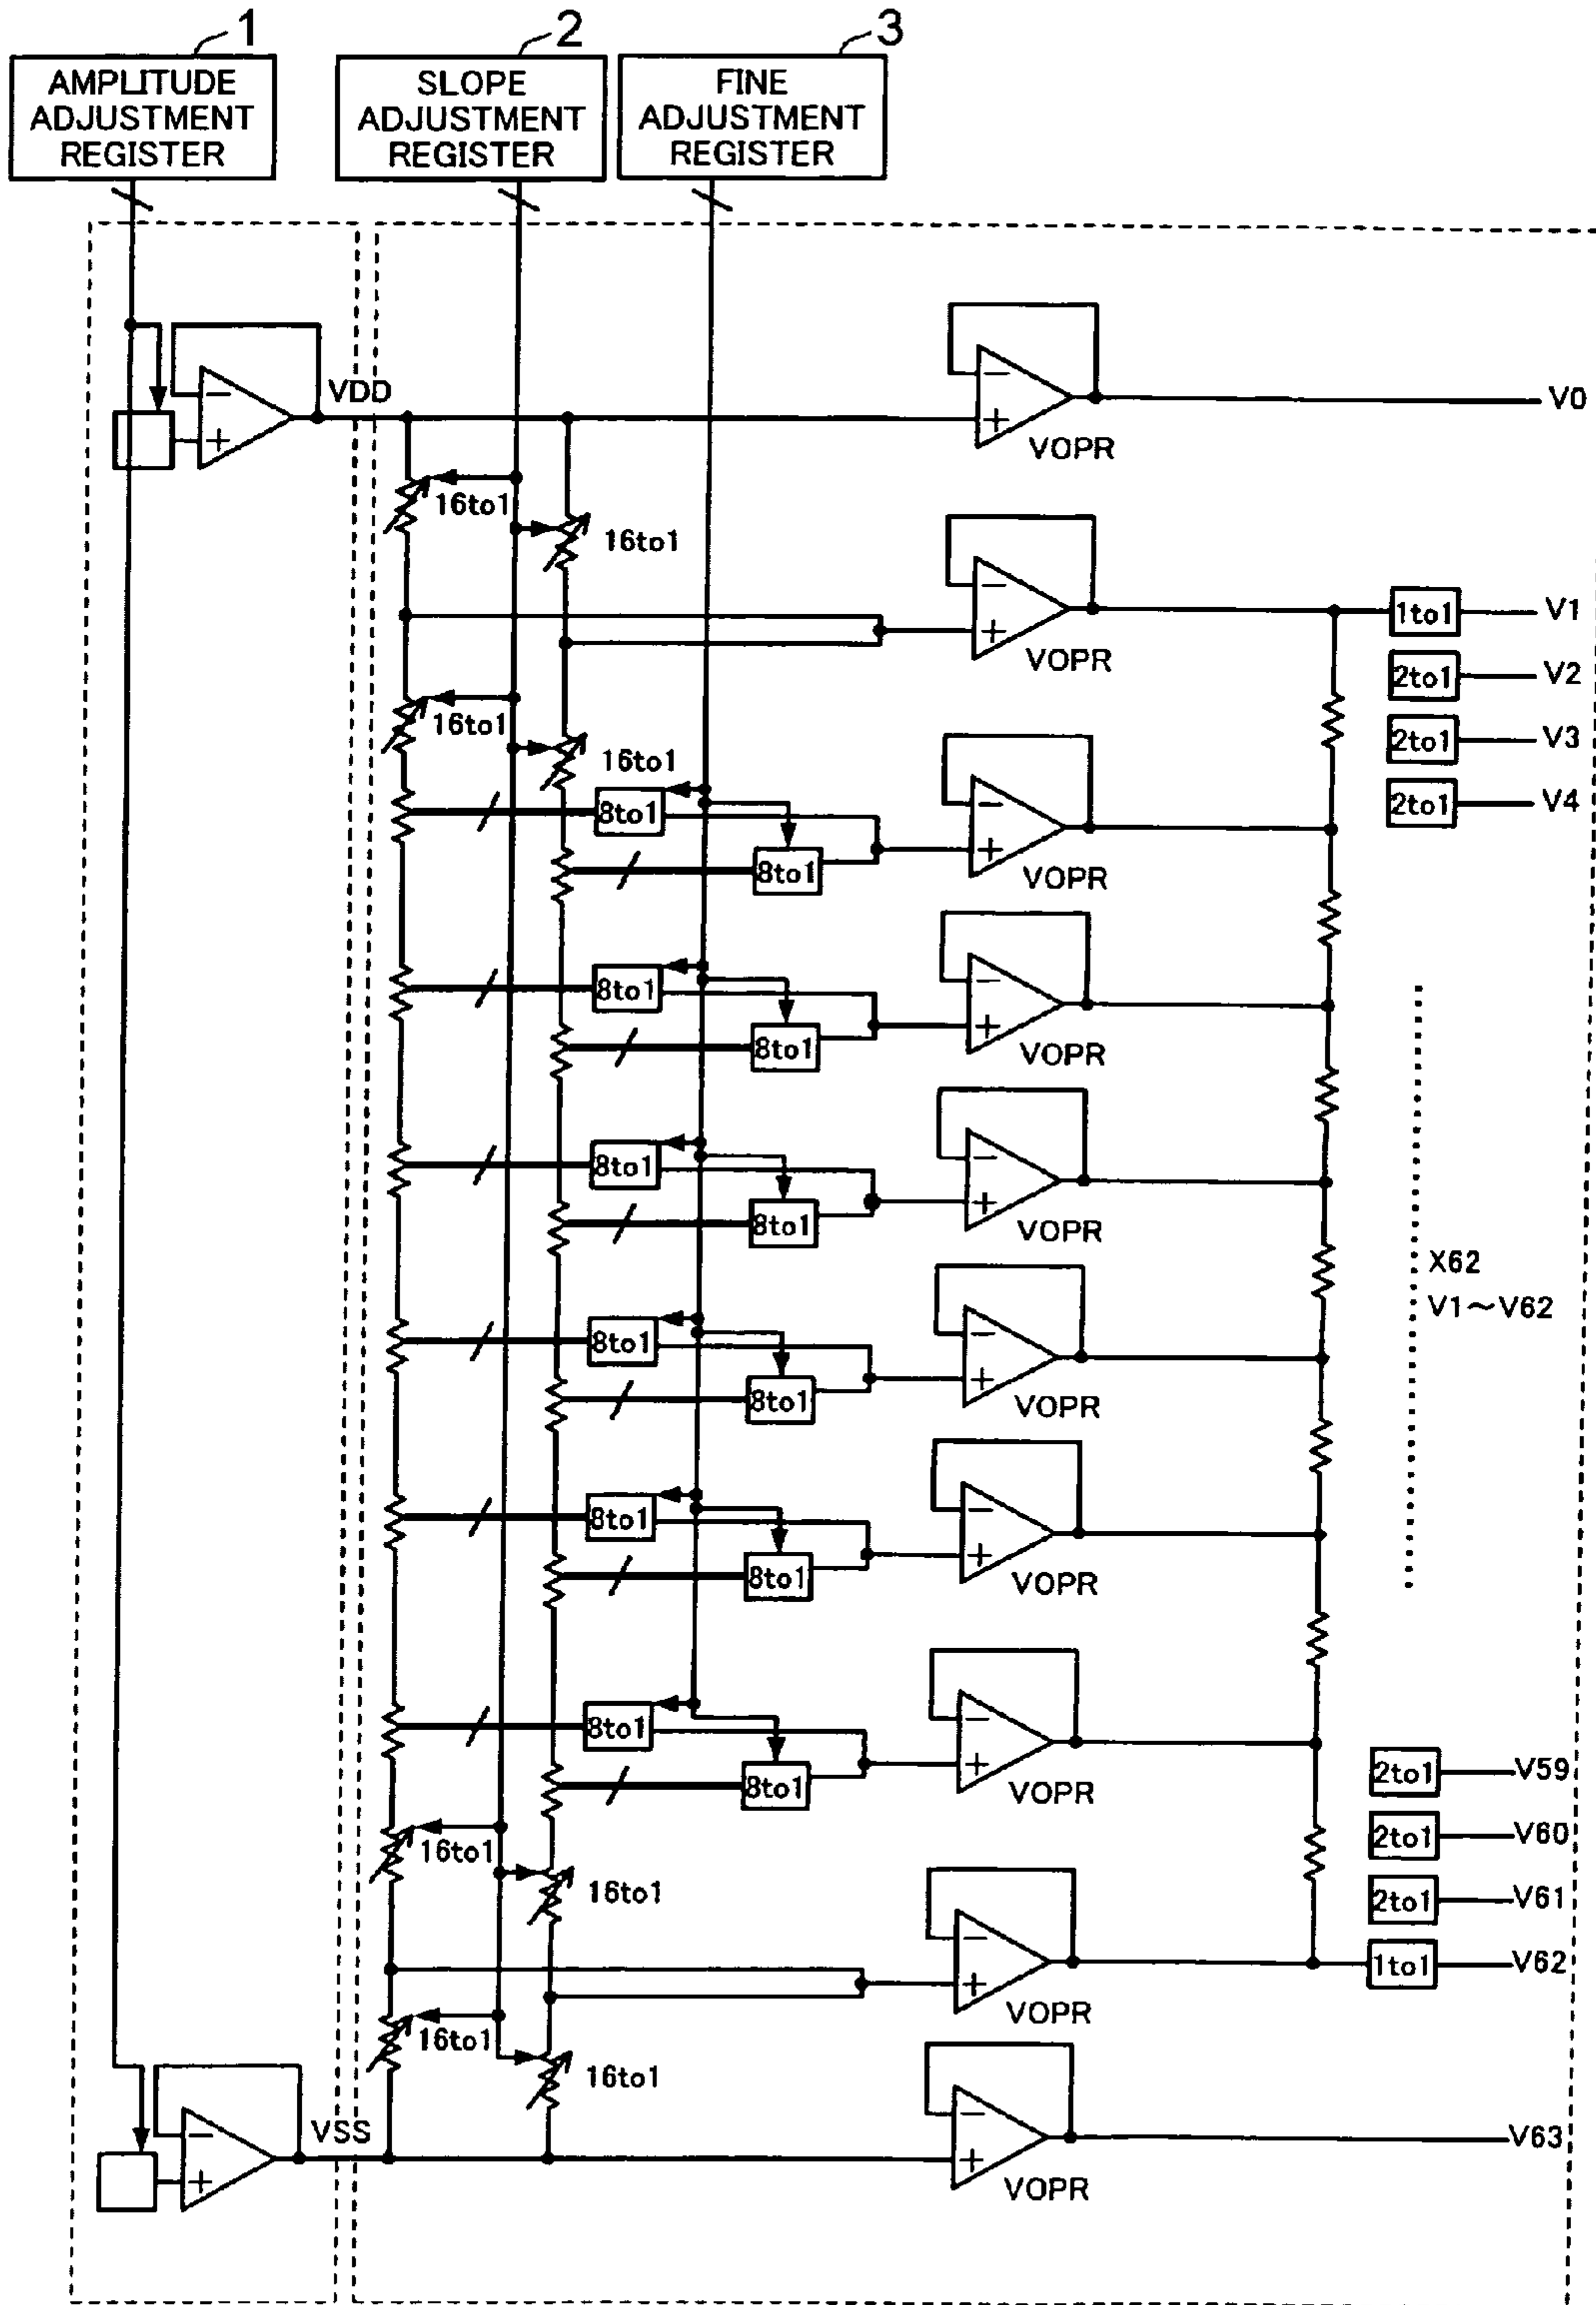 1
2
3
AMPLITUDE
ADJUSTMENT
REGISTER
SLOPE
ADJUSTMENT
REGISTER
FINE
ADJUSTMENT
REGISTER
VDD
−
+
−
+
VOPR
V0
16to1
16to1
−
+
VOPR
1to1
V1
2to1
V2
16to1
16to1
2to1
V3
2to1
V4
8to1
8to1
−
+
VOPR
8to1
8to1
−
+
VOPR
8to1
8to1
−
+
VOPR
X62
V1~V62
8to1
8to1
−
+
VOPR
8to1
8to1
−
+
VOPR
8to1
8to1
−
+
VOPR
2to1
V59
16to1
16to1
2to1
V60
2to1
V61
−
+
VOPR
1to1
V62
16to1
16to1
VSS
−
+
−
+
VOPR
V63